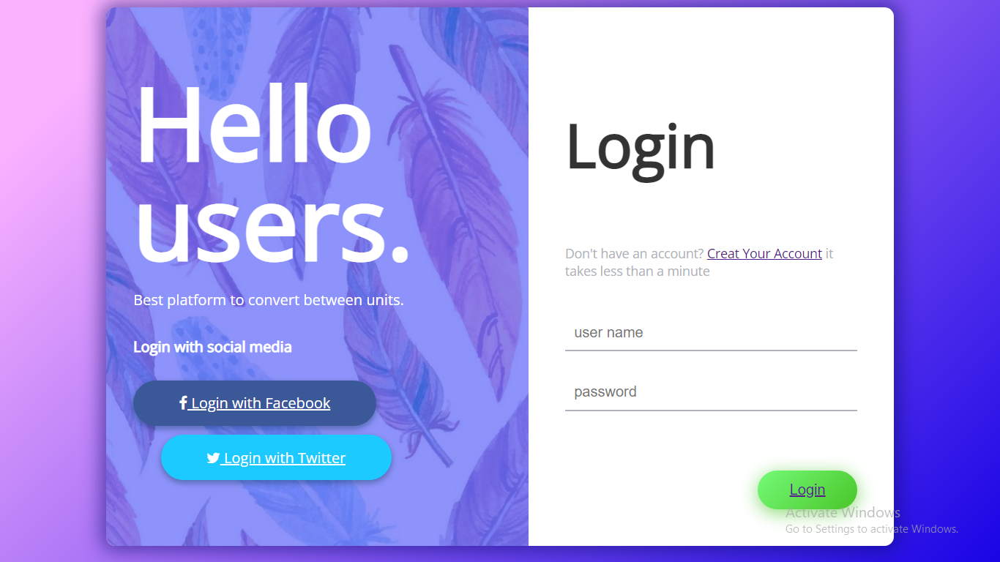 Hello
users.
Best platform to convert between units.
Login with social media
Login with Facebook
Login with Twitter
Login
Don't have an account? Creat Your Account it
takes less than a minute
user name
password
Login
Activate Windows
Go to Settings to activate Windows.